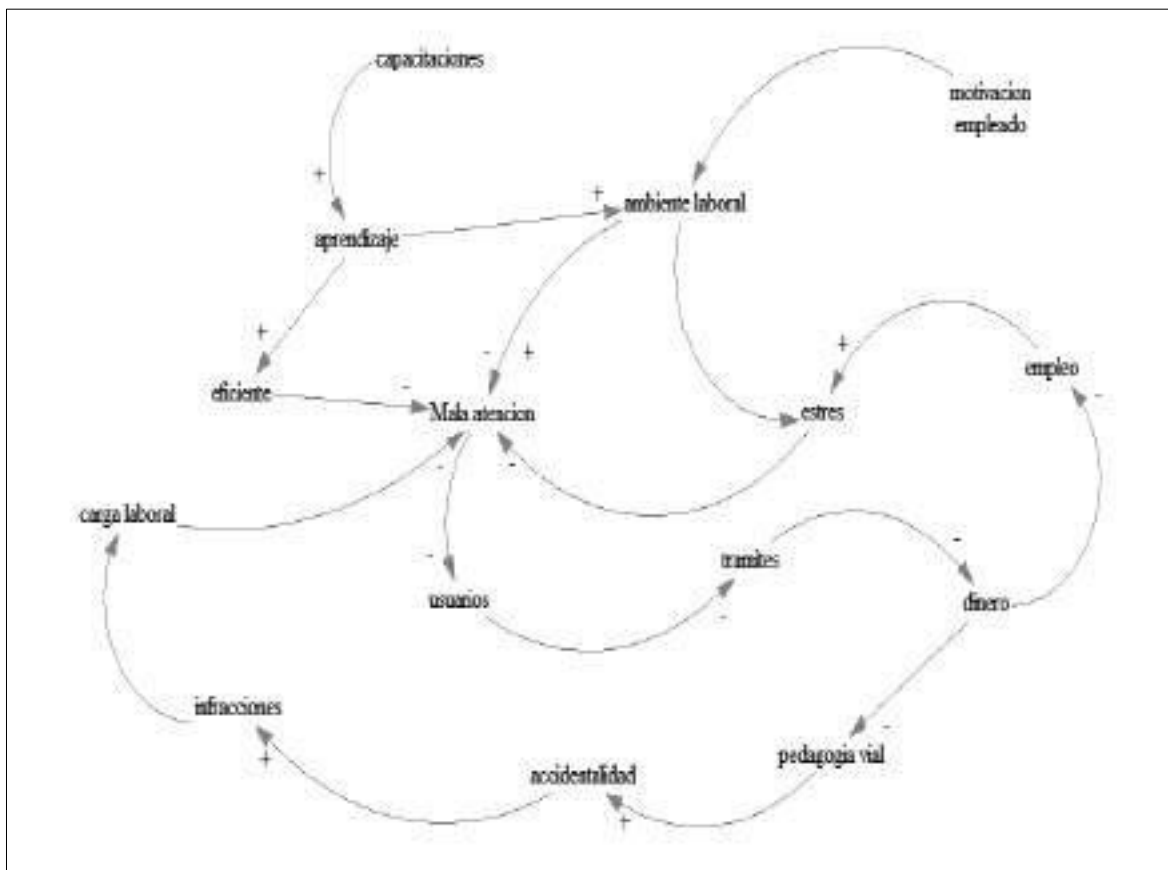 capacitaciones
motivacion
empleado
+
+
ambiente laboral
aprendizaje
+
+
- +
empleo
-
eficiente
-
Mala atencion
estres
-
-
carga laboral
-
tramites
-
usuarios
-
dinero
infracciones
-
+
pedagogia vial
accidentalidad
+